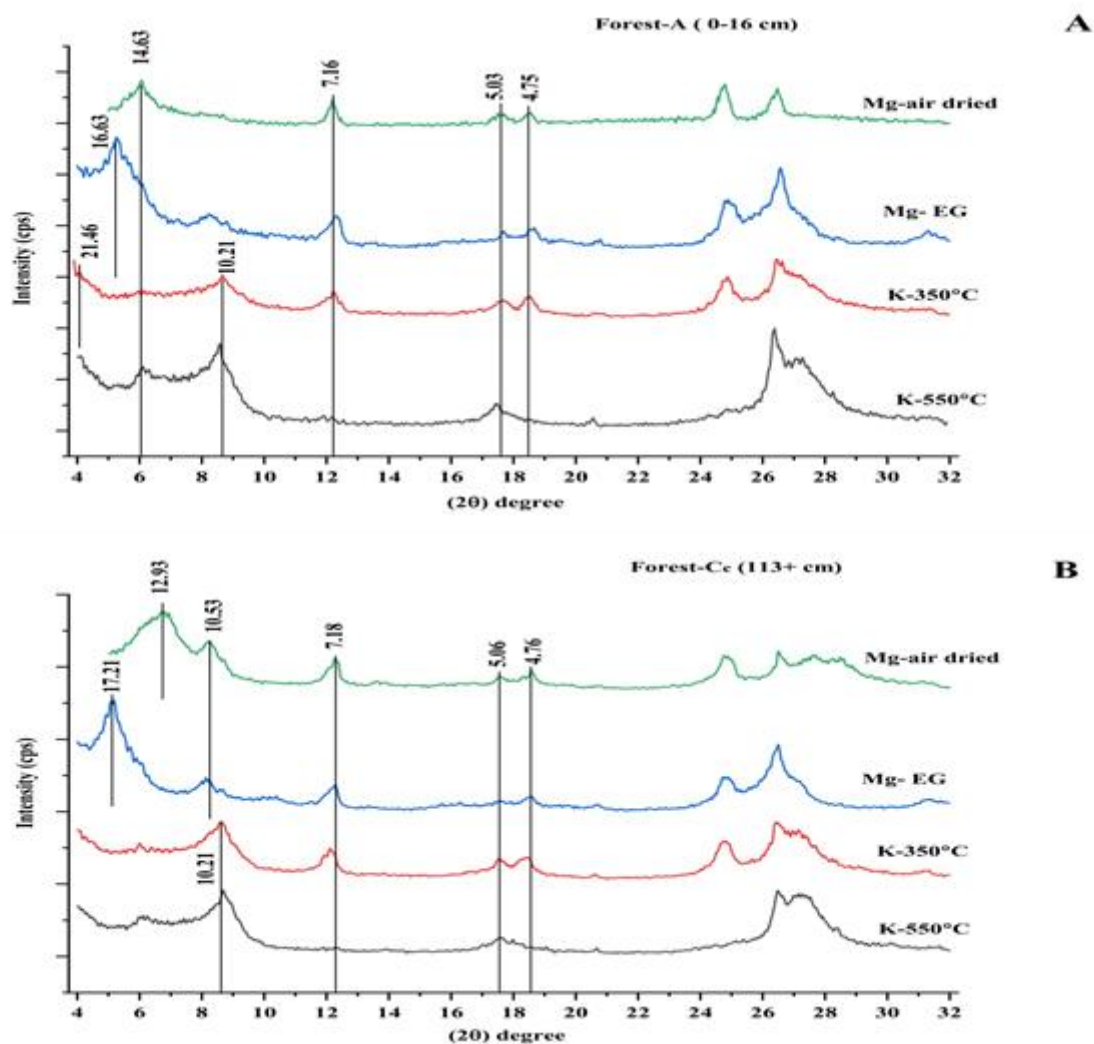 Forest-A ( 0-16 cm)
A
14.63
7.16
5.03
4.75
Mg-air dried
16.63
Mg- EG
21.46
10.21
K-350°C
K-550°C
Intensity (cps)
4 6 8 10 12 14 16 18 20 22 24 26 28 30 32
(2θ) degree
Forest-Cc (113+ cm)
B
12.93
10.53
7.18
5.06
4.76
Mg-air dried
17.21
Mg- EG
K-350°C
10.21
K-550°C
Intensity (cps)
4 6 8 10 12 14 16 18 20 22 24 26 28 30 32
(2θ) degree